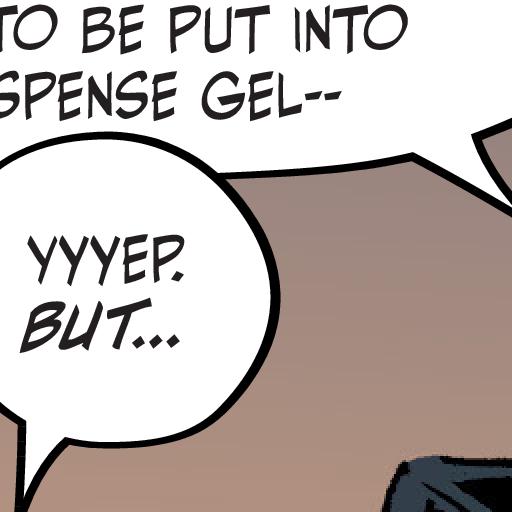 TO BE PUT INTO
SPENSE GEL--
YYYEP.
BUT...